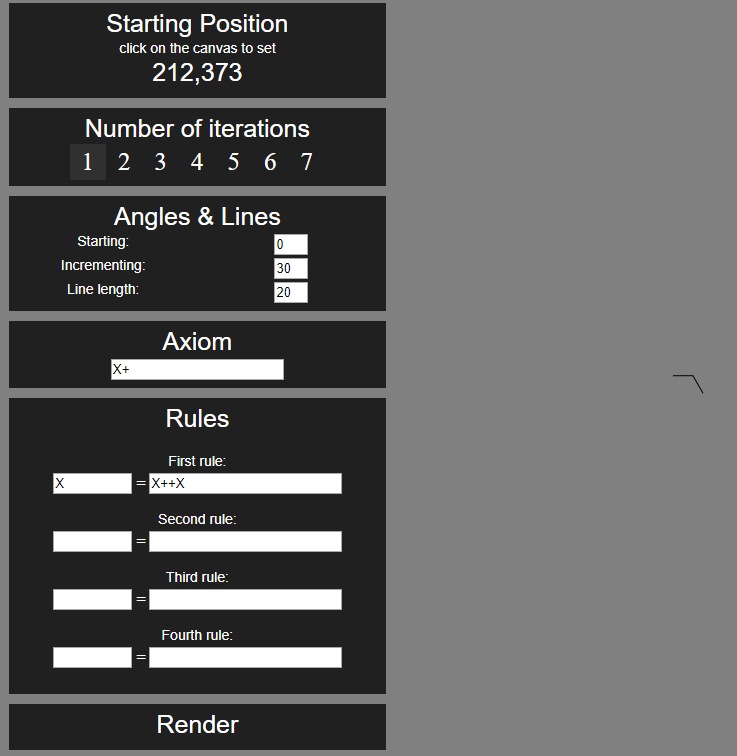 Starting Position
click on the canvas to set
212,373
Number of iterations
1 2 3 4 5 6 7
Angles & Lines
Starting: 0
Incrementing: 30
Line length: 20
Axiom
X+
Rules
First rule:
X = X++X
Second rule:
=
Third rule:
=
Fourth rule:
=
Render